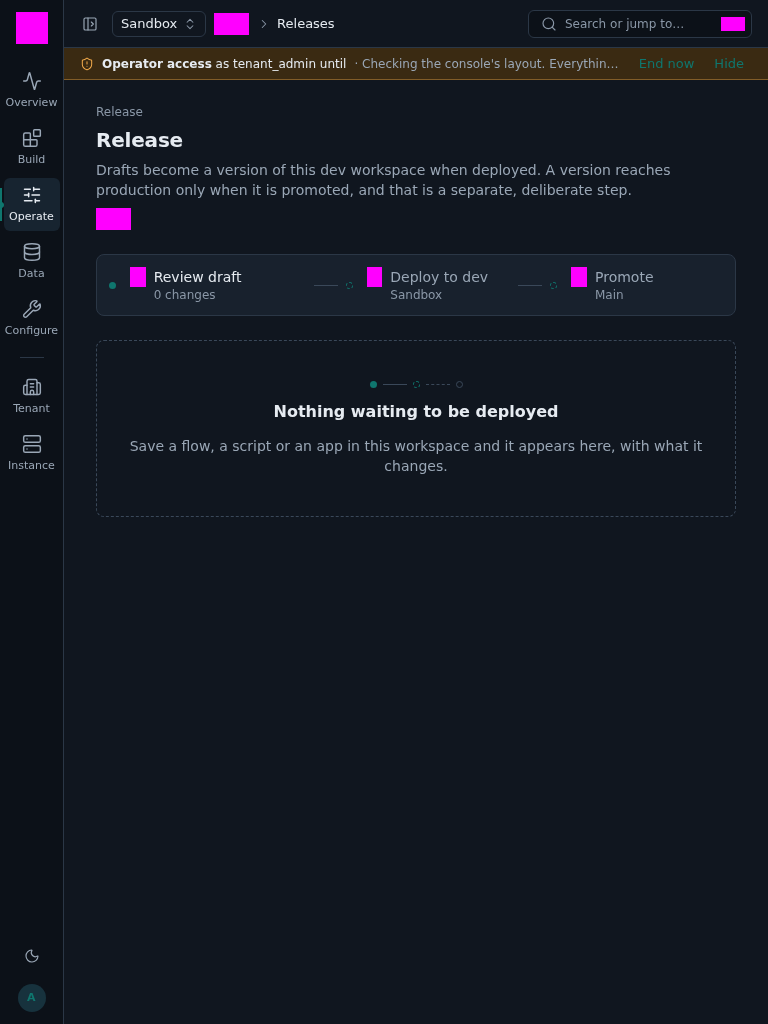 Sandbox
Releases
Search or jump to…
Operator access as tenant_admin until · Checking the console's layout. Everythin…
End now
Hide
Overview
Build
Operate
Data
Configure
Tenant
Instance
A
Release
Release
Drafts become a version of this dev workspace when deployed. A version reaches
production only when it is promoted, and that is a separate, deliberate step.
Review draft
0 changes
Deploy to dev
Sandbox
Promote
Main
Nothing waiting to be deployed
Save a flow, a script or an app in this workspace and it appears here, with what it
changes.